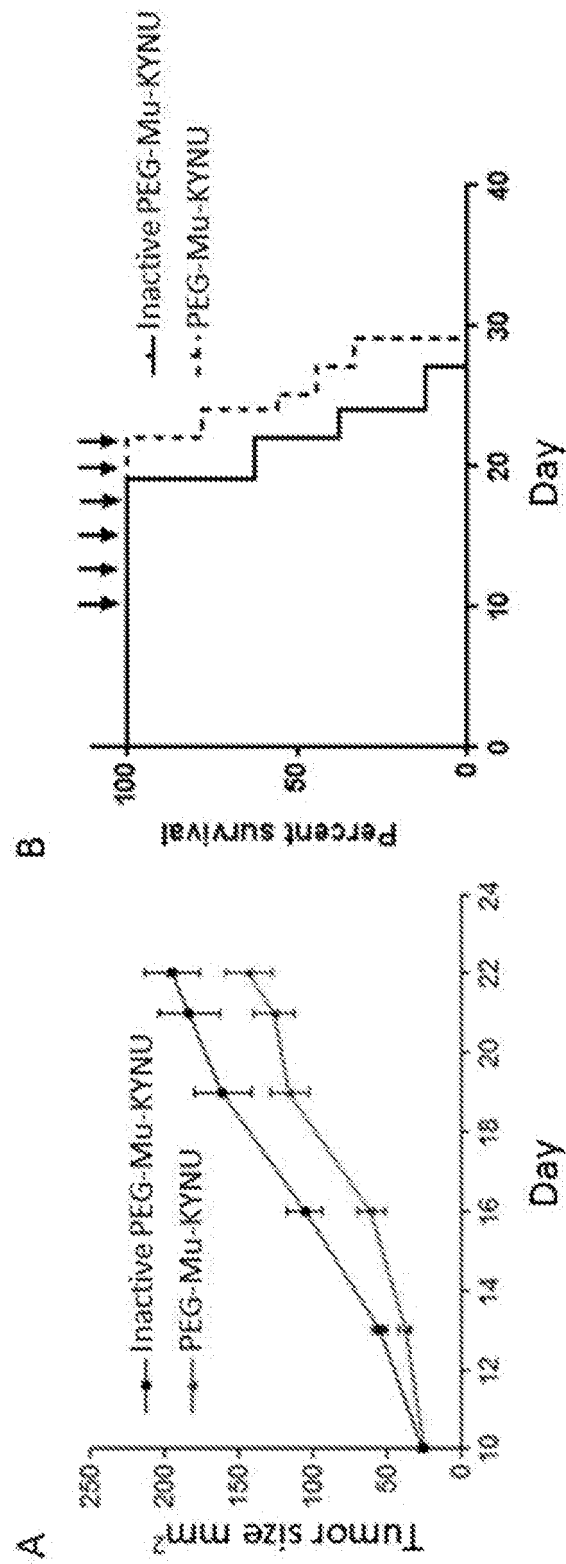 A
Tumor size mm²
250
200
150
100
50
0
10
12
14
16
18
20
22
24
Day
Inactive PEG-Mu-KYNU
PEG-Mu-KYNU
B
Percent survival
100
50
0
0
10
20
30
40
Day
Inactive PEG-Mu-KYNU
PEG-Mu-KYNU